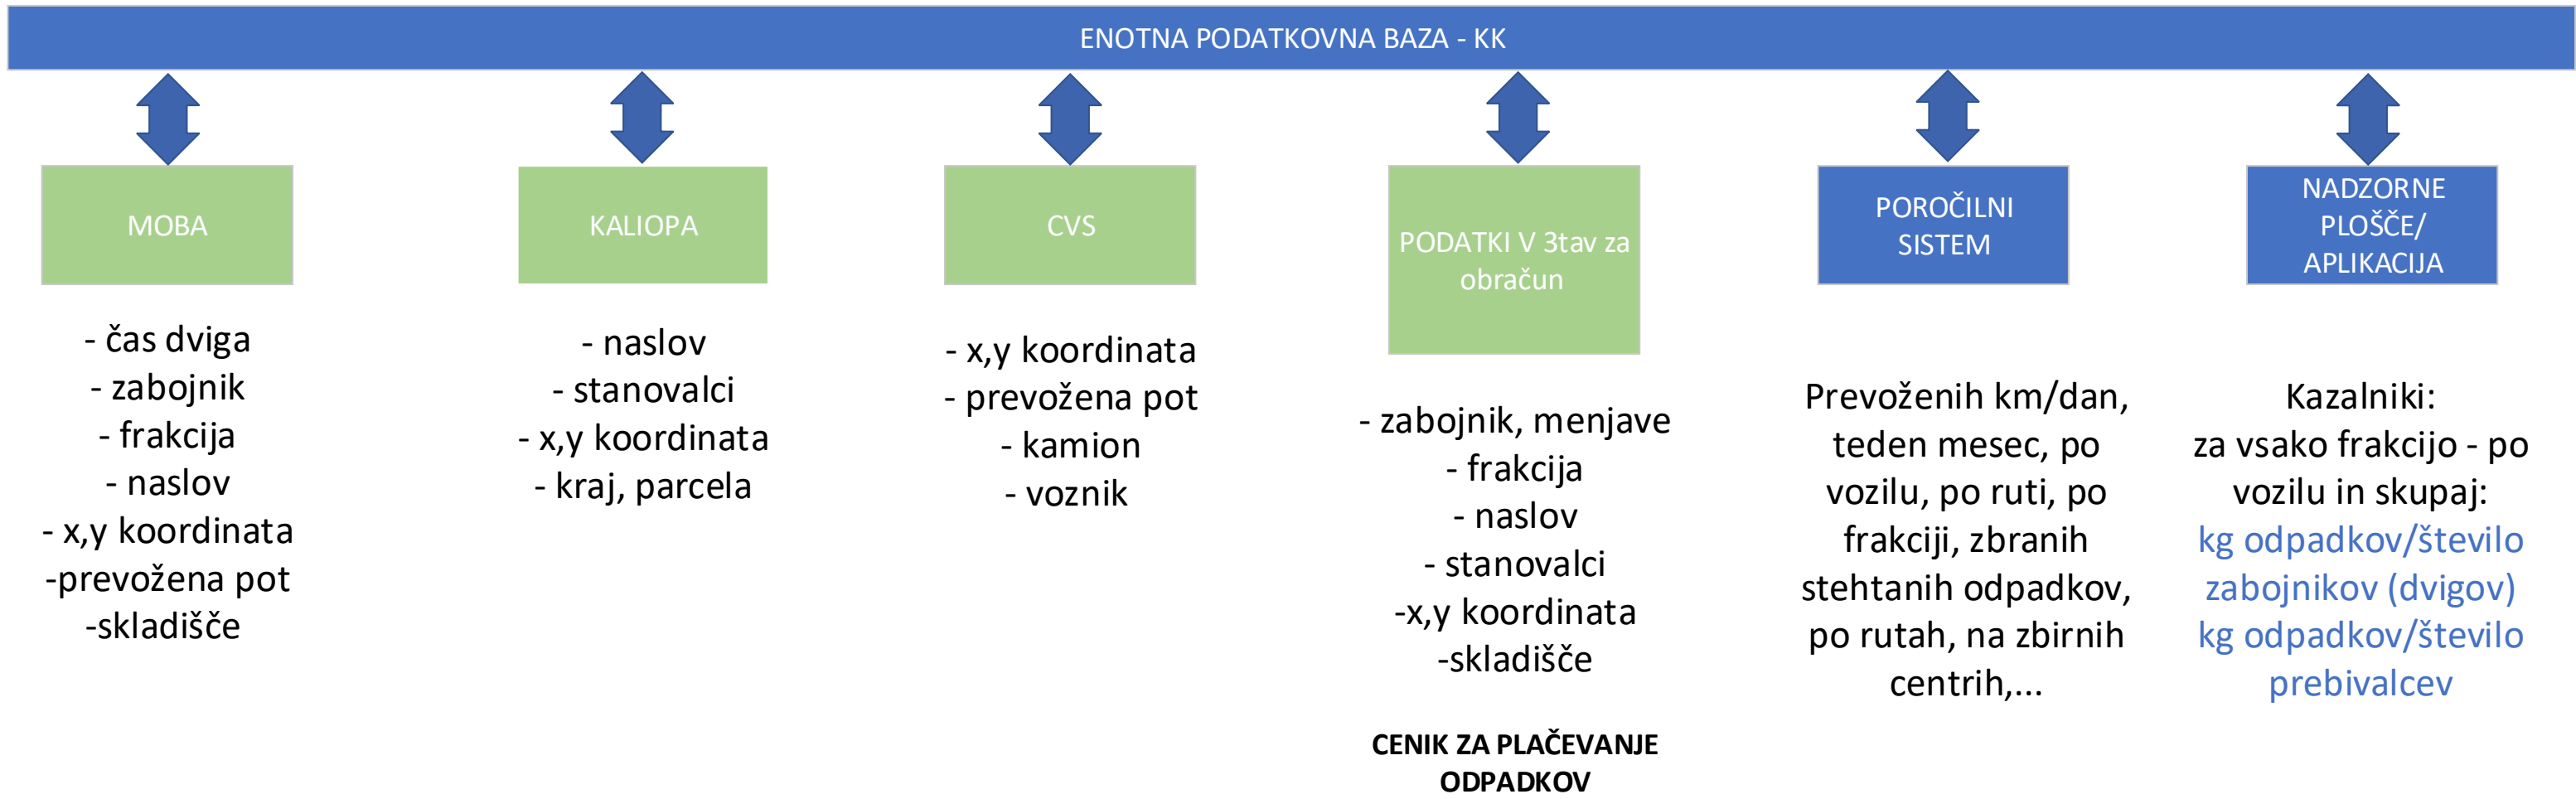 ENOTNA PODATKOVNA BAZA - KK
MOBA
- čas dviga
- zabojnik
- frakcija
- naslov
- x,y koordinata
-prevožena pot
-skladišče
KALIOPA
- naslov
- stanovalci
- x,y koordinata
- kraj, parcela
CVS
- x,y koordinata
- prevožena pot
- kamion
- voznik
PODATKI V 3tav za
obračun
- zabojnik, menjave
- frakcija
- naslov
- stanovalci
-x,y koordinata
-skladišče
CENIK ZA PLAČEVANJE
ODPADKOV
POROČILNI
SISTEM
Prevoženih km/dan,
teden mesec, po
vozilu, po ruti, po
frakciji, zbranih
stehtanih odpadkov,
po rutah, na zbirnih
centrih,...
NADZORNE
PLOŠČE/
APLIKACIJA
Kazalniki:
za vsako frakcijo - po
vozilu in skupaj:
kg odpadkov/število
zabojnikov (dvigov)
kg odpadkov/število
prebivalcev